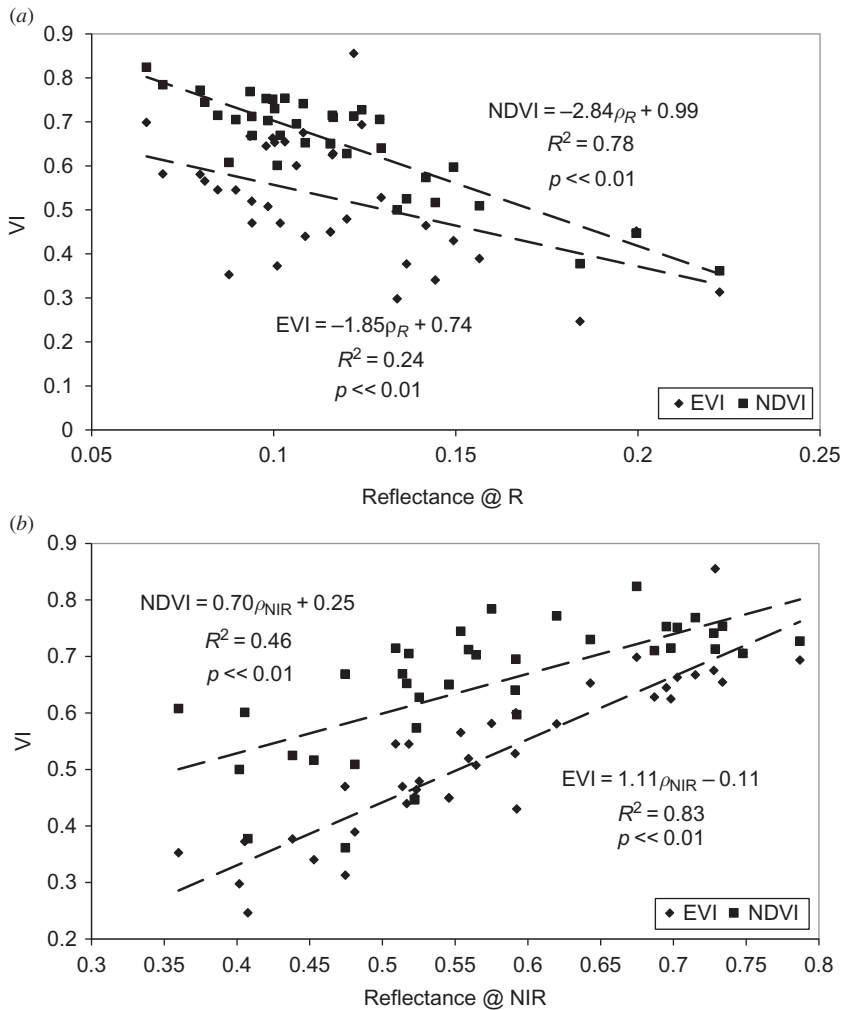 (a)
0.9
0.8
0.7
0.6
0.5
0.4
0.3
0.2
0.1
0
VI
NDVI = –2.84ρR + 0.99
R2 = 0.78
p << 0.01
EVI = –1.85ρR + 0.74
R2 = 0.24
p << 0.01
EVI NDVI
0.05 0.1 0.15 0.2 0.25
Reflectance @ R
(b)
0.9
0.8
0.7
0.6
0.5
0.4
0.3
0.2
VI
NDVI = 0.70ρNIR + 0.25
R2 = 0.46
p << 0.01
EVI = 1.11ρNIR – 0.11
R2 = 0.83
p << 0.01
EVI NDVI
0.3 0.35 0.4 0.45 0.5 0.55 0.6 0.65 0.7 0.75 0.8
Reflectance @ NIR